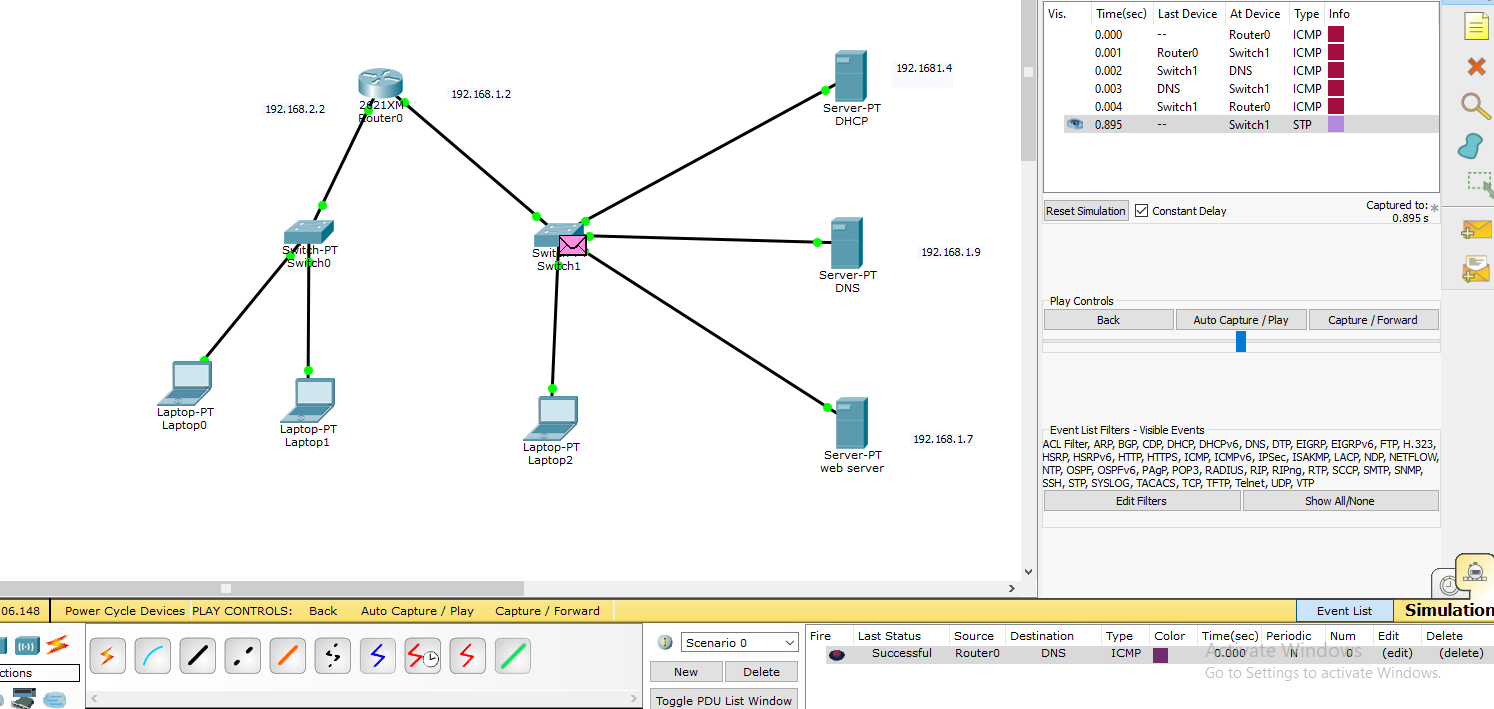 192.168.2.2
2621XM
Router0
192.168.1.2
Server-PT
DHCP
192.1681.4
Switch-PT
Switch0
Switch1
Server-PT
DNS
192.168.1.9
Laptop-PT
Laptop0
Laptop-PT
Laptop1
Laptop-PT
Laptop2
Server-PT
web server
192.168.1.7
Vis. Time(sec) Last Device At Device Type Info
0.000 -- Router0 ICMP
0.001 Router0 Switch1 ICMP
0.002 Switch1 DNS ICMP
0.003 DNS Switch1 ICMP
0.004 Switch1 Router0 ICMP
0.895 -- Switch1 STP
Reset Simulation Constant Delay Captured to: *
0.895 s
Play Controls
Back Auto Capture / Play Capture / Forward
Event List Filters - Visible Events
ACL Filter, ARP, BGP, CDP, DHCP, DHCPv6, DNS, DTP, EIGRP, EIGRPv6, FTP, H.323,
HSRP, HSRPv6, HTTP, HTTPS, ICMP, ICMPv6, IPSec, ISAKMP, LACP, NDP, NETFLOW,
NTP, OSPF, OSPFv6, PAgP, POP3, RADIUS, RIP, RIPng, RTP, SCCP, SMTP, SNMP,
SSH, STP, SYSLOG, TACACS, TCP, TFTP, Telnet, UDP, VTP
Edit Filters Show All/None
06.148 Power Cycle Devices PLAY CONTROLS: Back Auto Capture / Play Capture / Forward Event List Simulation
ctions
Scenario 0
New Delete
Toggle PDU List Window
Fire Last Status Source Destination Type Color Time(sec) Periodic Num Edit Delete
Successful Router0 DNS ICMP 0.000 N 0 (edit) (delete)
Activate Windows
Go to Settings to activate Windows.